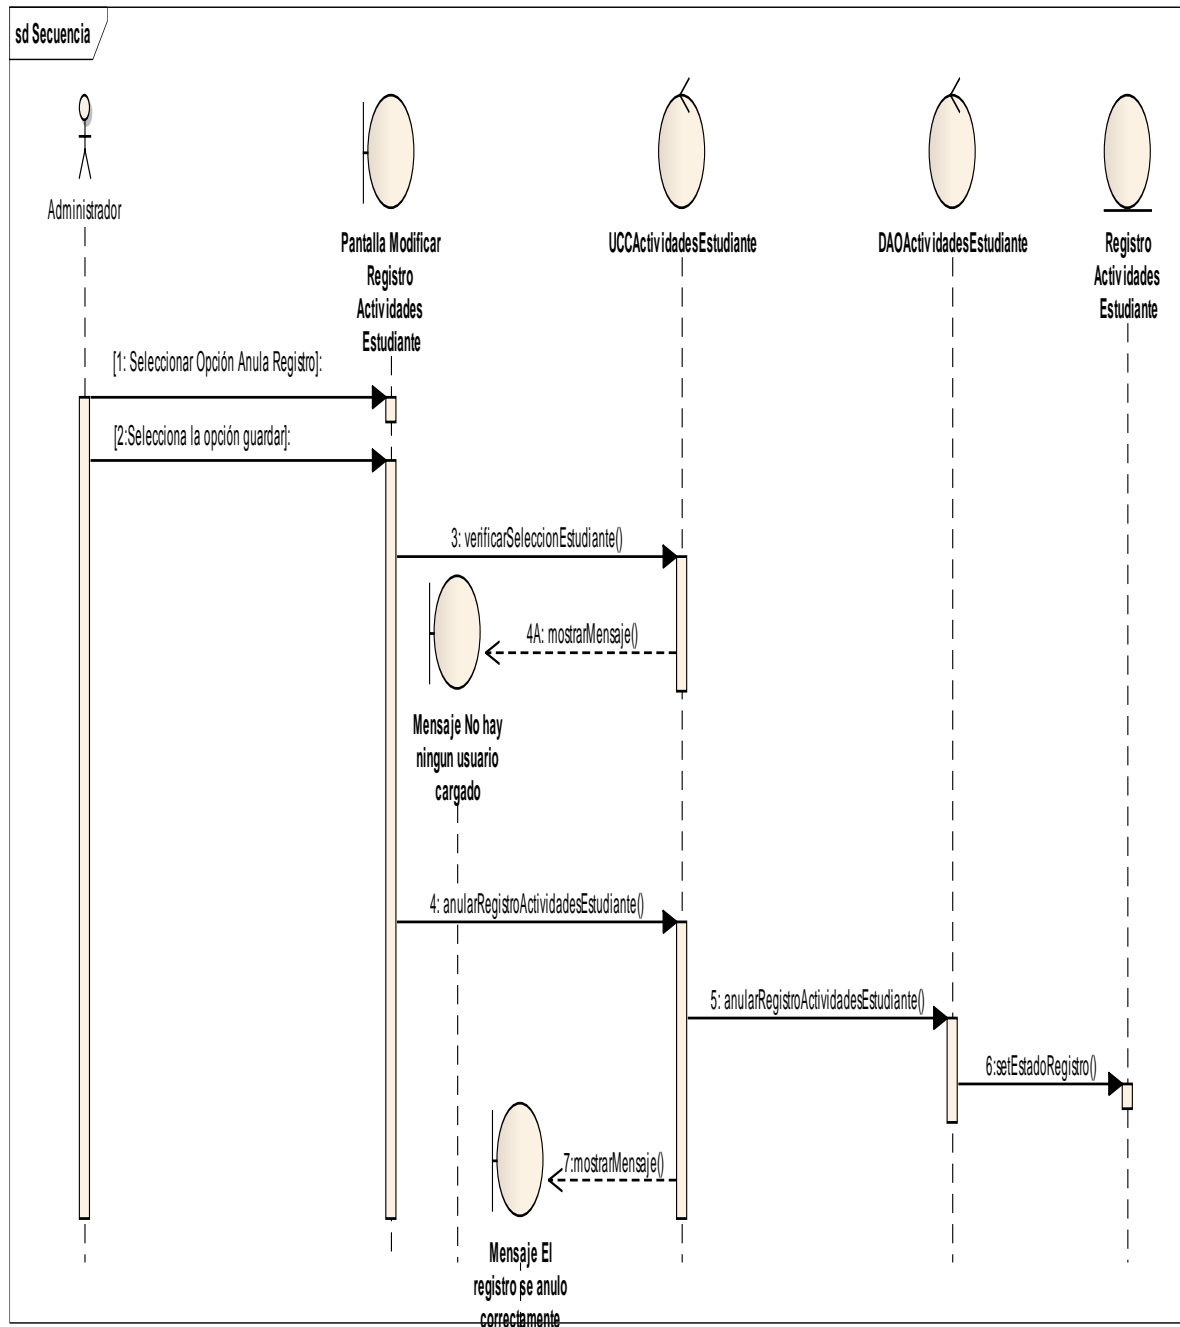 sd Secuencia
Administrador
Pantalla Modificar
Registro
Actividades
Estudiante
UCCActividadesEstudiante
DAOActividadesEstudiante
Registro
Actividades
Estudiante
[1: Seleccionar Opción Anula Registro]:
[2:Selecciona la opción guardar]:
3: verificarSeleccionEstudiante()
4A: mostrarMensaje()
Mensaje No hay
ningun usuario
cargado
4: anularRegistroActividadesEstudiante()
5: anularRegistroActividadesEstudiante()
6:setEstadoRegistro()
7:mostrarMensaje()
Mensaje El
registro se anulo
correctamente